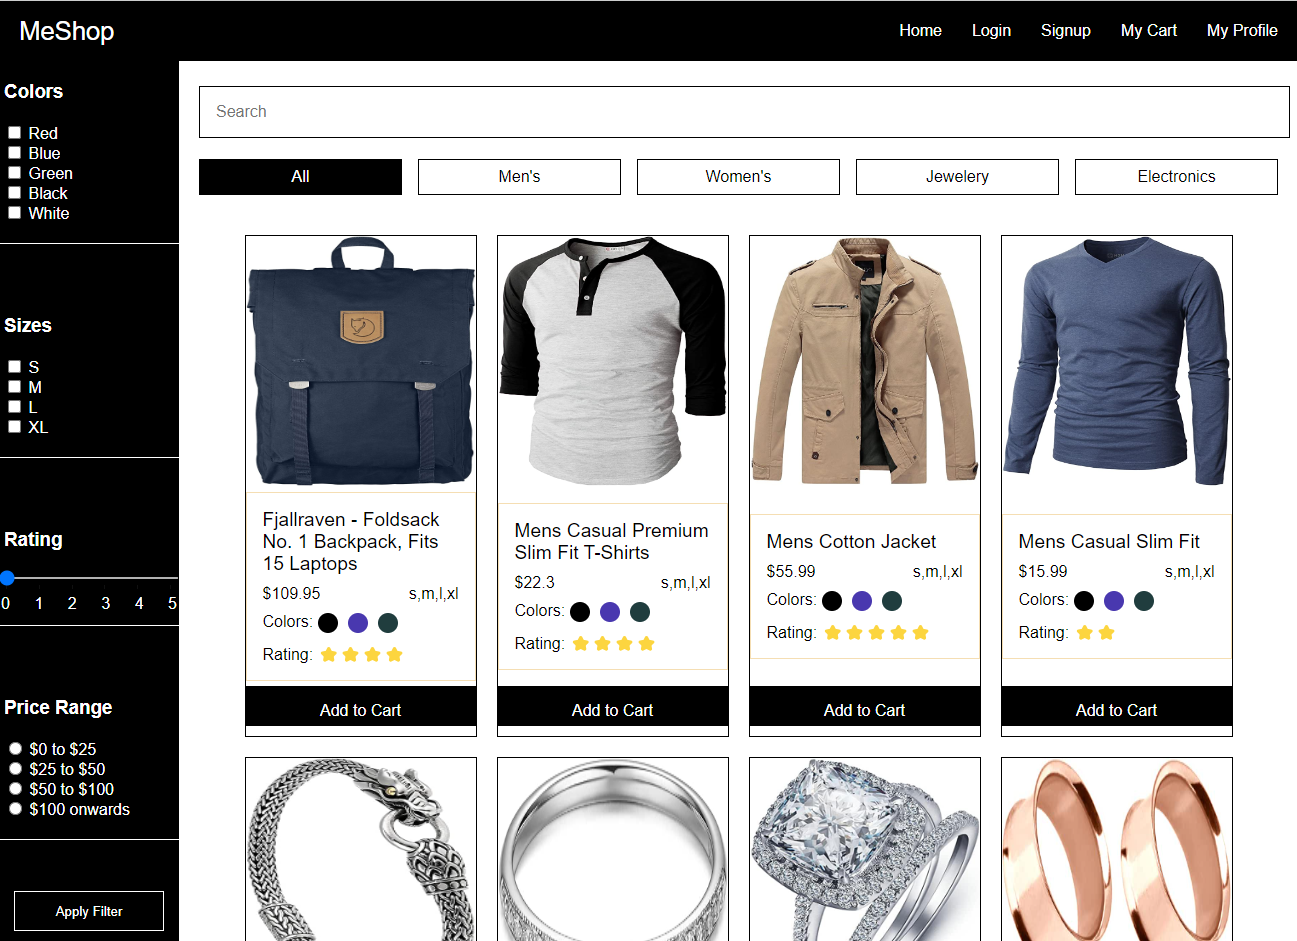 MeShop
Home Login Signup My Cart My Profile
Colors
Red
Blue
Green
Black
White
Sizes
S
M
L
XL
Rating
0 1 2 3 4 5
Price Range
$0 to $25
$25 to $50
$50 to $100
$100 onwards
Apply Filter
Search
All Men's Women's Jewelery Electronics
Fjallraven - Foldsack
No. 1 Backpack, Fits
15 Laptops
$109.95 s,m,l,xl
Colors:
Rating:
Add to Cart
Mens Casual Premium
Slim Fit T-Shirts
$22.3 s,m,l,xl
Colors:
Rating:
Add to Cart
Mens Cotton Jacket
$55.99 s,m,l,xl
Colors:
Rating:
Add to Cart
Mens Casual Slim Fit
$15.99 s,m,l,xl
Colors:
Rating:
Add to Cart